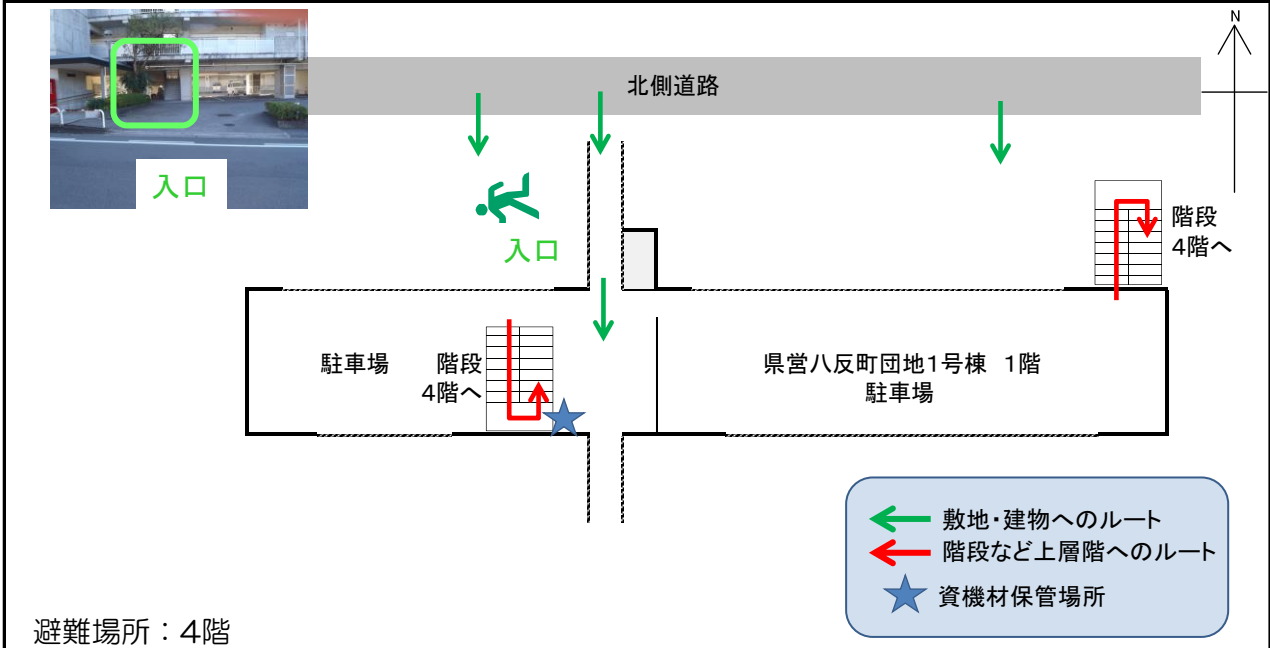 N
北側道路
入口
入口
階段
4階へ
駐車場
階段
4階へ
県営八反町団地1号棟 1階
駐車場
敷地・建物へのルート
階段など上層階へのルート
資機材保管場所
避難場所：4階